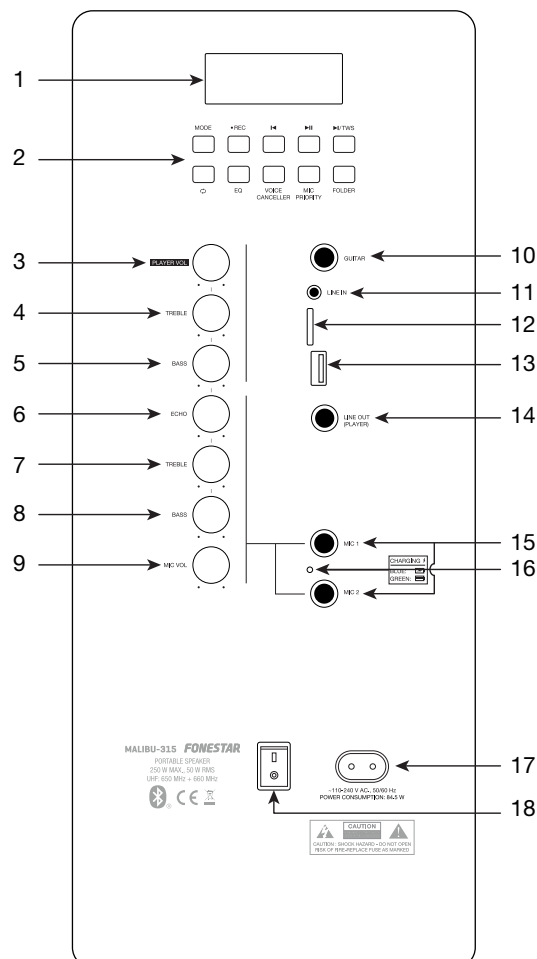 1
MODE •REC I◀ ▶II ▶I/TWS
2
EQ VOICE CANCELLER MIC PRIORITY FOLDER
3
PLAYER VOL
4
TREBLE
5
BASS
6
ECHO
7
TREBLE
8
BASS
9
MIC VOL
GUITAR
10
LINE IN
11
12
13
LINE OUT
(PLAYER)
14
MIC 1
15
CHARGING
16
BLUE:
GREEN:
MIC 2
MALIBU-315 FONESTAR
PORTABLE SPEAKER
250 W MAX., 50 W RMS
UHF: 650 MHz + 660 MHz
CE
~110-240 V AC~, 50/60 Hz
POWER CONSUMPTION: 84.5 W
17
18
CAUTION
CAUTION : SHOCK HAZARD - DO NOT OPEN
RISK OF FIRE-REPLACE FUSE AS MARKED